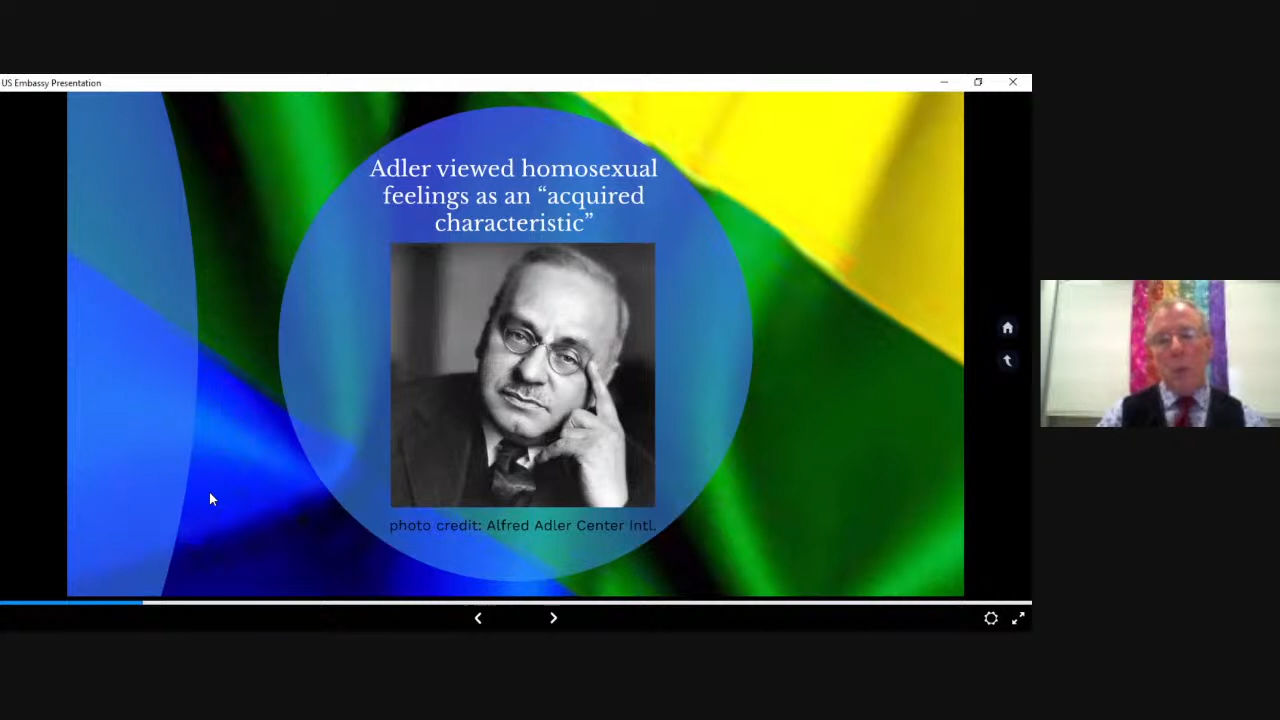 US Embassy Presentation
Adler viewed homosexual
feelings as an “acquired
characteristic”
photo credit: Alfred Adler Center Intl.